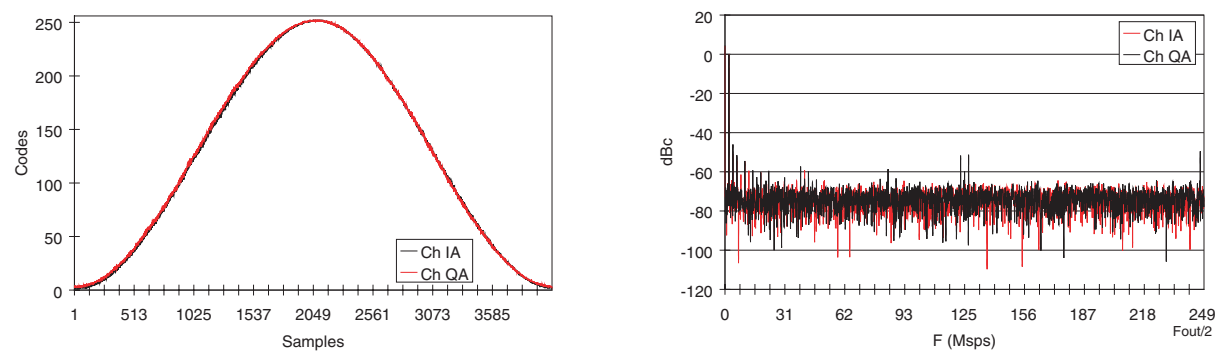 250
200
150
100
50
0
Codes
1 513 1025 1537 2049 2561 3073 3585
Samples
Ch IA
Ch QA
20
0
-20
-40
-60
-80
-100
-120
dBc
0 31 62 93 125 156 187 218 249
F (Msps)
Fout/2
Ch IA
Ch QA